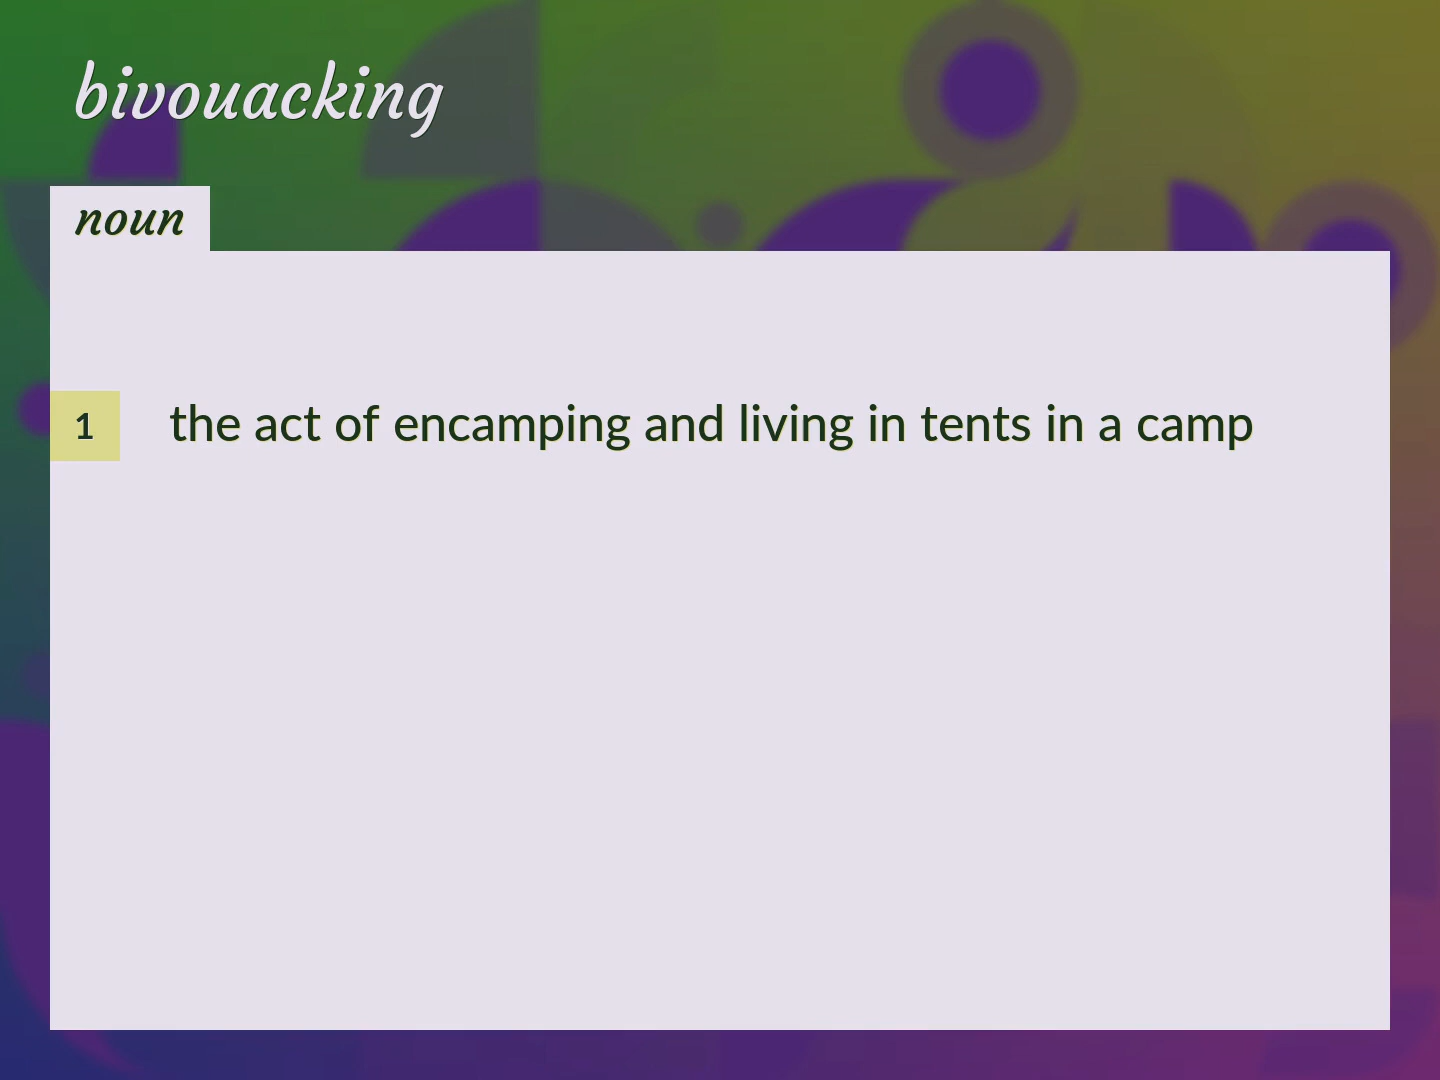 bivouacking
noun
1 the act of encamping and living in tents in a camp